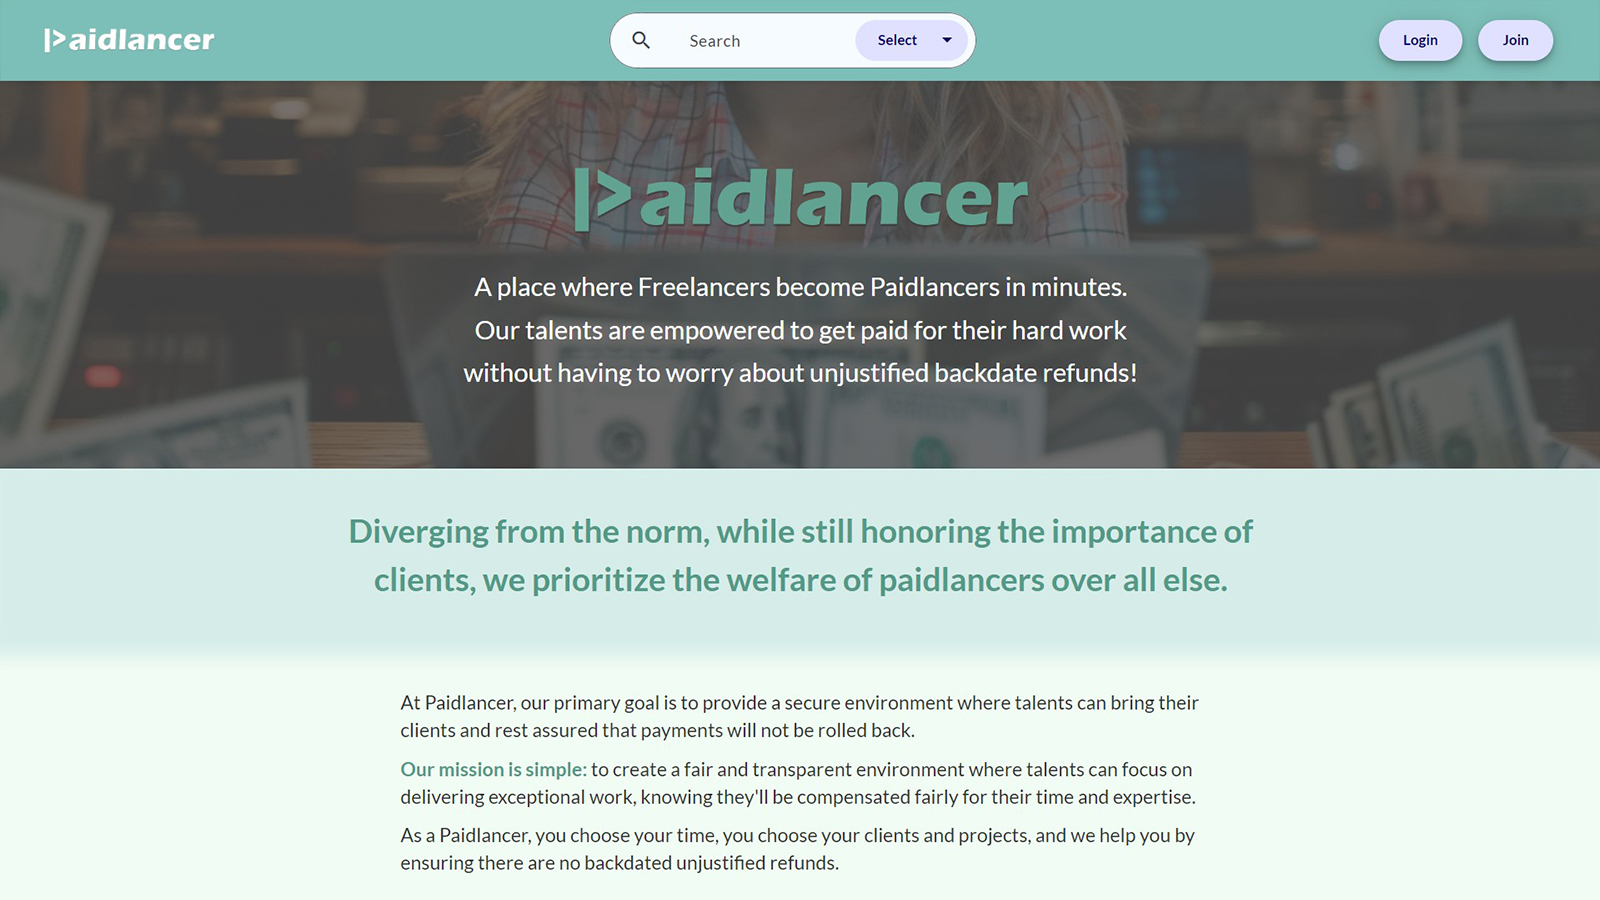 |>aidlancer
Search
Select
Login
Join
|>aidlancer
A place where Freelancers become Paidlancers in minutes.
Our talents are empowered to get paid for their hard work
without having to worry about unjustified backdate refunds!
Diverging from the norm, while still honoring the importance of
clients, we prioritize the welfare of paidlancers over all else.
At Paidlancer, our primary goal is to provide a secure environment where talents can bring their
clients and rest assured that payments will not be rolled back.
Our mission is simple: to create a fair and transparent environment where talents can focus on
delivering exceptional work, knowing they'll be compensated fairly for their time and expertise.
As a Paidlancer, you choose your time, you choose your clients and projects, and we help you by
ensuring there are no backdated unjustified refunds.